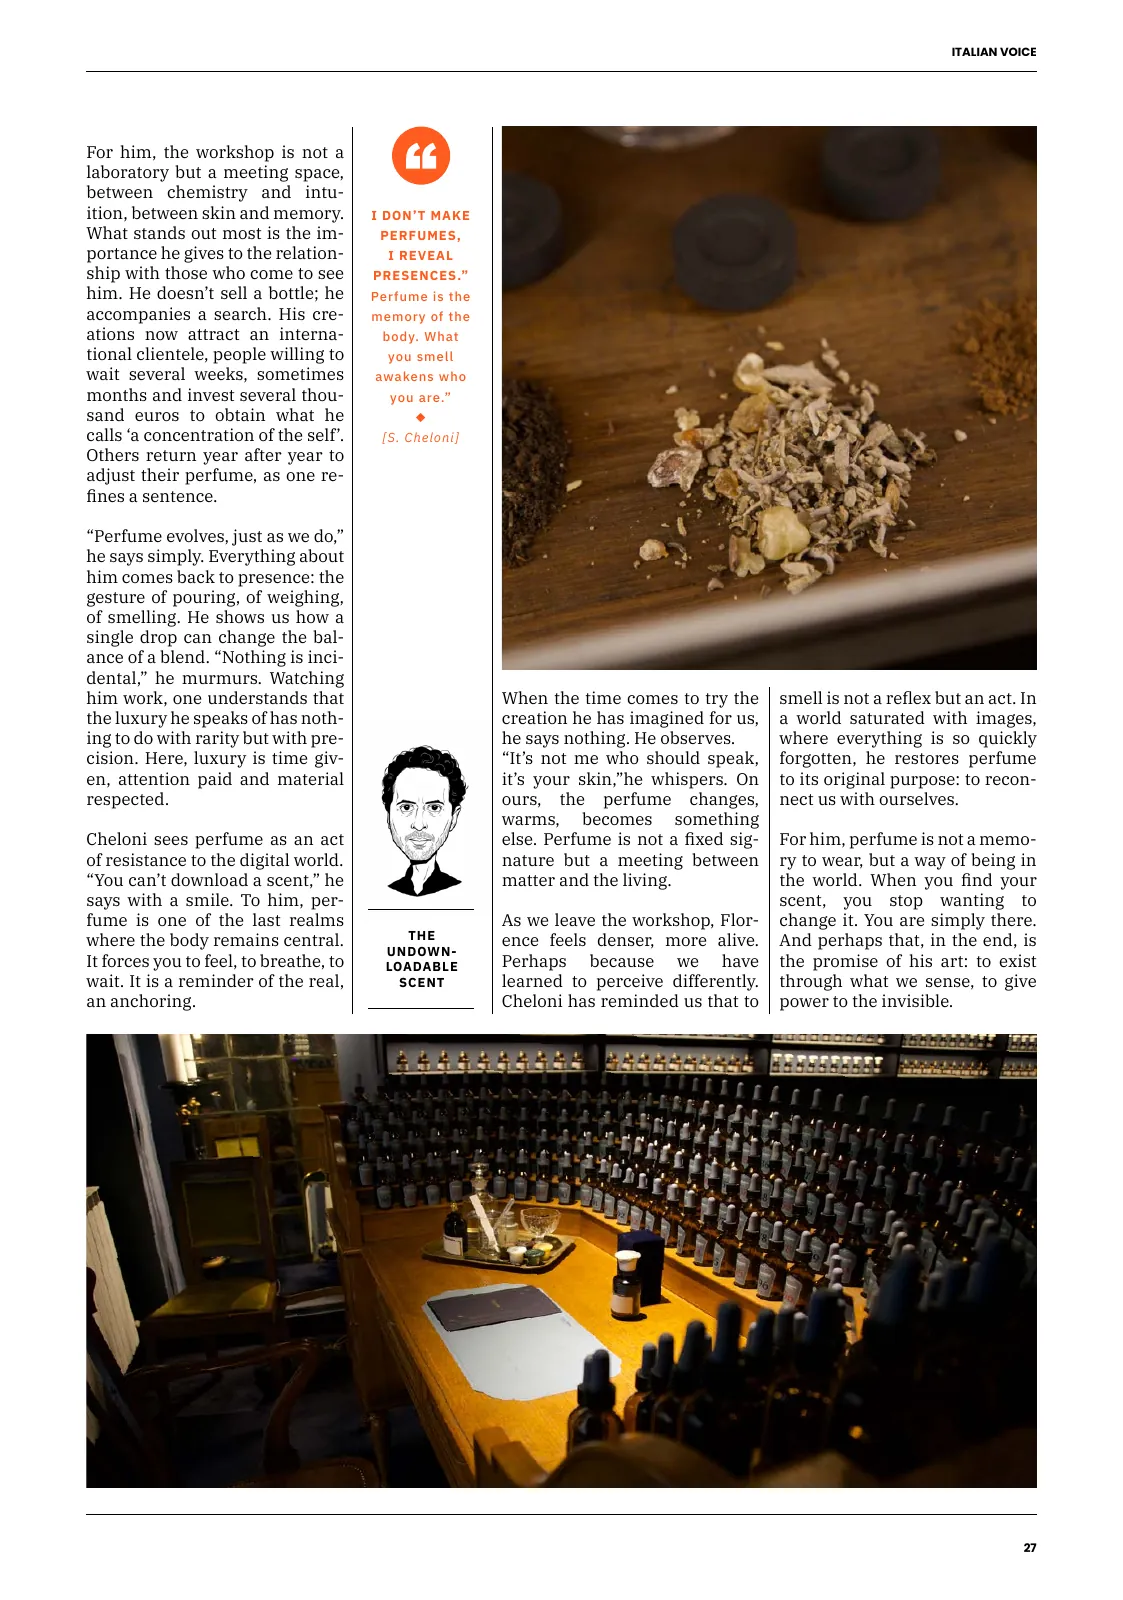 ITALIAN VOICE
For him, the workshop is not a
laboratory but a meeting space,
between chemistry and intu-
ition, between skin and memory.
What stands out most is the im-
portance he gives to the relation-
ship with those who come to see
him. He doesn’t sell a bottle; he
accompanies a search. His cre-
ations now attract an interna-
tional clientele, people willing to
wait several weeks, sometimes
months and invest several thou-
sand euros to obtain what he
calls ‘a concentration of the self’.
Others return year after year to
adjust their perfume, as one re-
fines a sentence.
“Perfume evolves, just as we do,”
he says simply. Everything about
him comes back to presence: the
gesture of pouring, of weighing,
of smelling. He shows us how a
single drop can change the bal-
ance of a blend. “Nothing is inci-
dental,” he murmurs. Watching
him work, one understands that
the luxury he speaks of has noth-
ing to do with rarity but with pre-
cision. Here, luxury is time giv-
en, attention paid and material
respected.
Cheloni sees perfume as an act
of resistance to the digital world.
“You can’t download a scent,” he
says with a smile. To him, per-
fume is one of the last realms
where the body remains central.
It forces you to feel, to breathe, to
wait. It is a reminder of the real,
an anchoring.
“
I DON’T MAKE
PERFUMES,
I REVEAL
PRESENCES.”
Perfume is the
memory of the
body. What
you smell
awakens who
you are.”
[S. Cheloni]
THE
UNDOWN-
LOADABLE
SCENT
When the time comes to try the
creation he has imagined for us,
he says nothing. He observes.
“It’s not me who should speak,
it’s your skin,”he whispers. On
ours, the perfume changes,
warms, becomes something
else. Perfume is not a fixed sig-
nature but a meeting between
matter and the living.
As we leave the workshop, Flor-
ence feels denser, more alive.
Perhaps because we have
learned to perceive differently.
Cheloni has reminded us that to
smell is not a reflex but an act. In
a world saturated with images,
where everything is so quickly
forgotten, he restores perfume
to its original purpose: to recon-
nect us with ourselves.
For him, perfume is not a memo-
ry to wear, but a way of being in
the world. When you find your
scent, you stop wanting to
change it. You are simply there.
And perhaps that, in the end, is
the promise of his art: to exist
through what we sense, to give
power to the invisible.
27